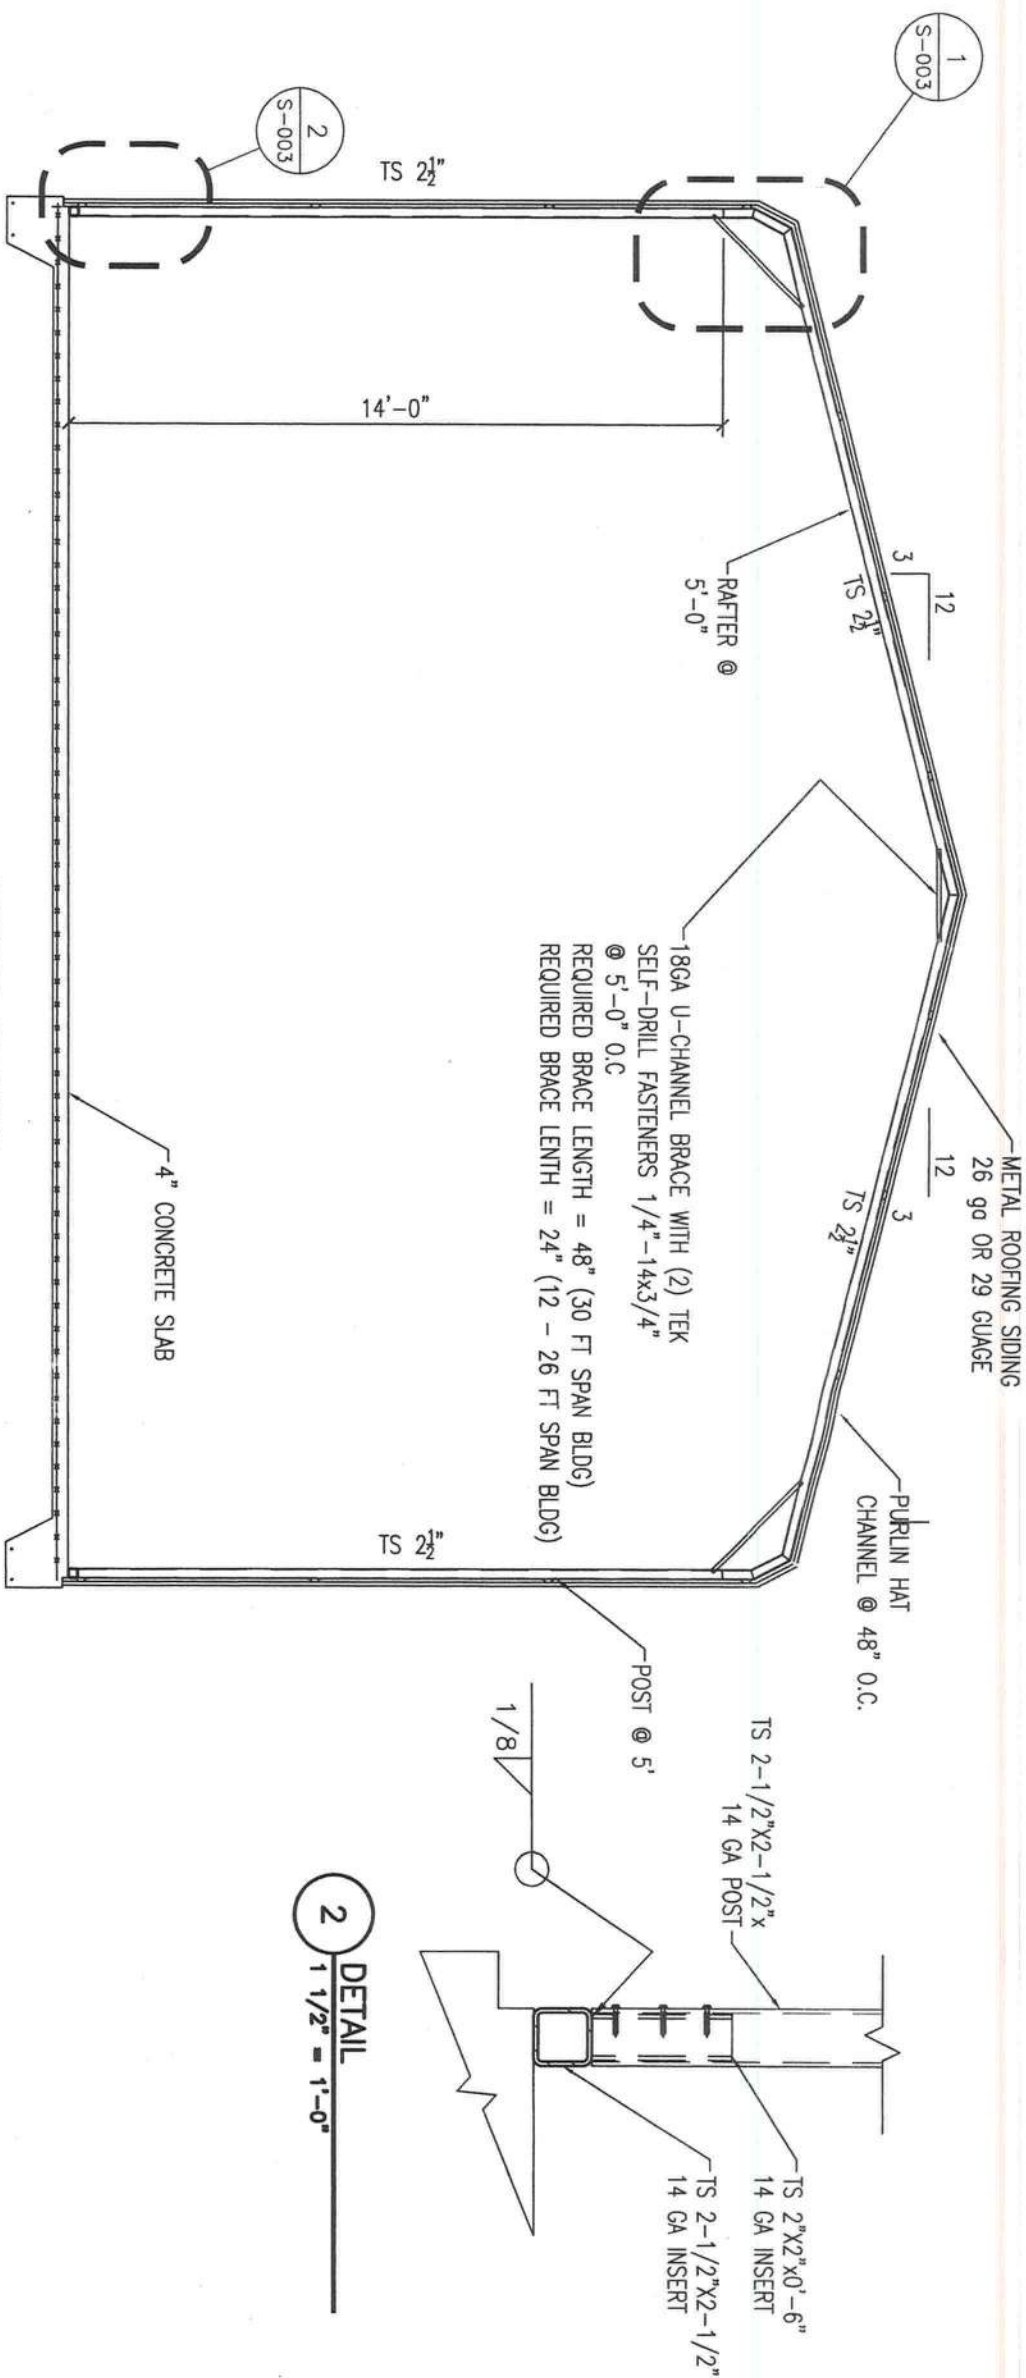 1
S-003
2
S-003
TS 2½"
14'-0"
RAFTER @
5'-0"
3
12
TS 2½"
18GA U-CHANNEL BRACE WITH (2) TEK
SELF-DRILL FASTENERS 1/4"-14x3/4"
@ 5'-0" O.C
REQUIRED BRACE LENGTH = 48" (30 FT SPAN BLDG)
REQUIRED BRACE LENTH = 24" (12 - 26 FT SPAN BLDG)
METAL ROOFING SIDING
26 ga OR 29 GUAGE
12
3
TS 2½"
PURLIN HAT
CHANNEL @ 48" O.C.
4" CONCRETE SLAB
TS 2½"
POST @ 5'
TS 2-1/2"X2-1/2"x
14 GA POST
1/8
TS 2"X2"x0'-6"
14 GA INSERT
TS 2-1/2"X2-1/2"
14 GA INSERT
2
DETAIL
1 1/2" = 1'-0"